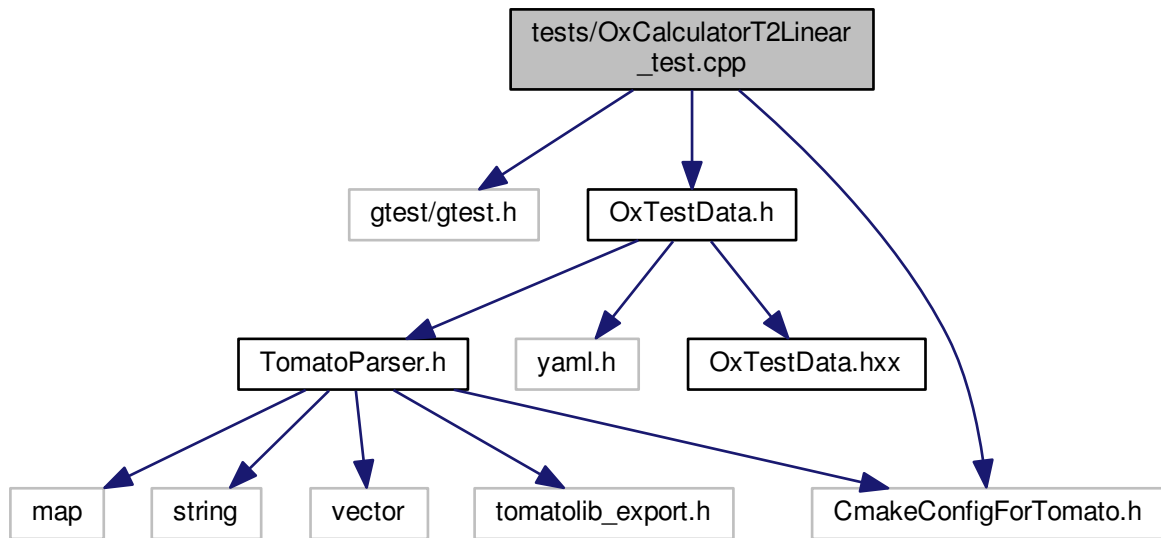 tests/OxCalculatorT2Linear
_test.cpp
gtest/gtest.h
OxTestData.h
TomatoParser.h
yaml.h
OxTestData.hxx
map
string
vector
tomatolib_export.h
CmakeConfigForTomato.h